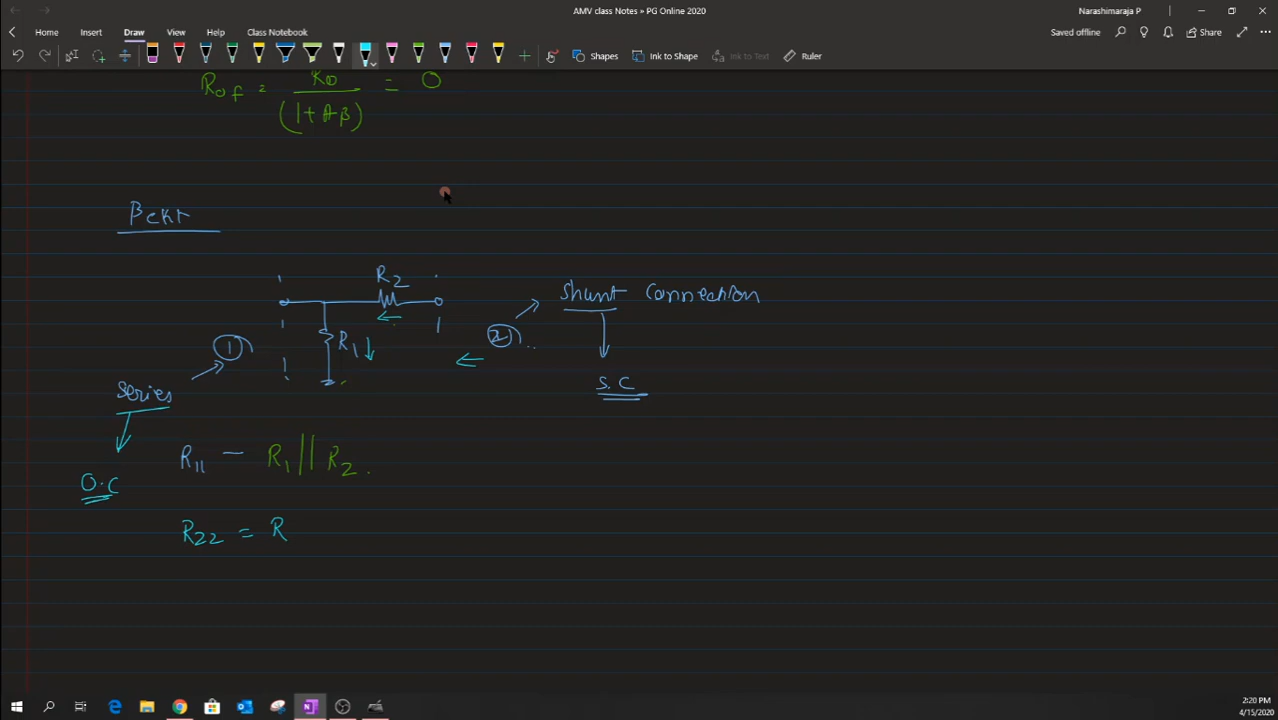 AMV class Notes » PG Online 2020
Narashimaraja P
Home Insert Draw View Help Class Notebook
Saved offline
Share
Shapes
Ink to Shape
Ink to Text
Ruler
Rof = Ro / (1+Aβ) = 0
β ckt
R2
Shunt Connection
1
R1
2
S.C
Series
R11 - R1 || R2.
O.C
R22 = R
2:20 PM
4/15/2020